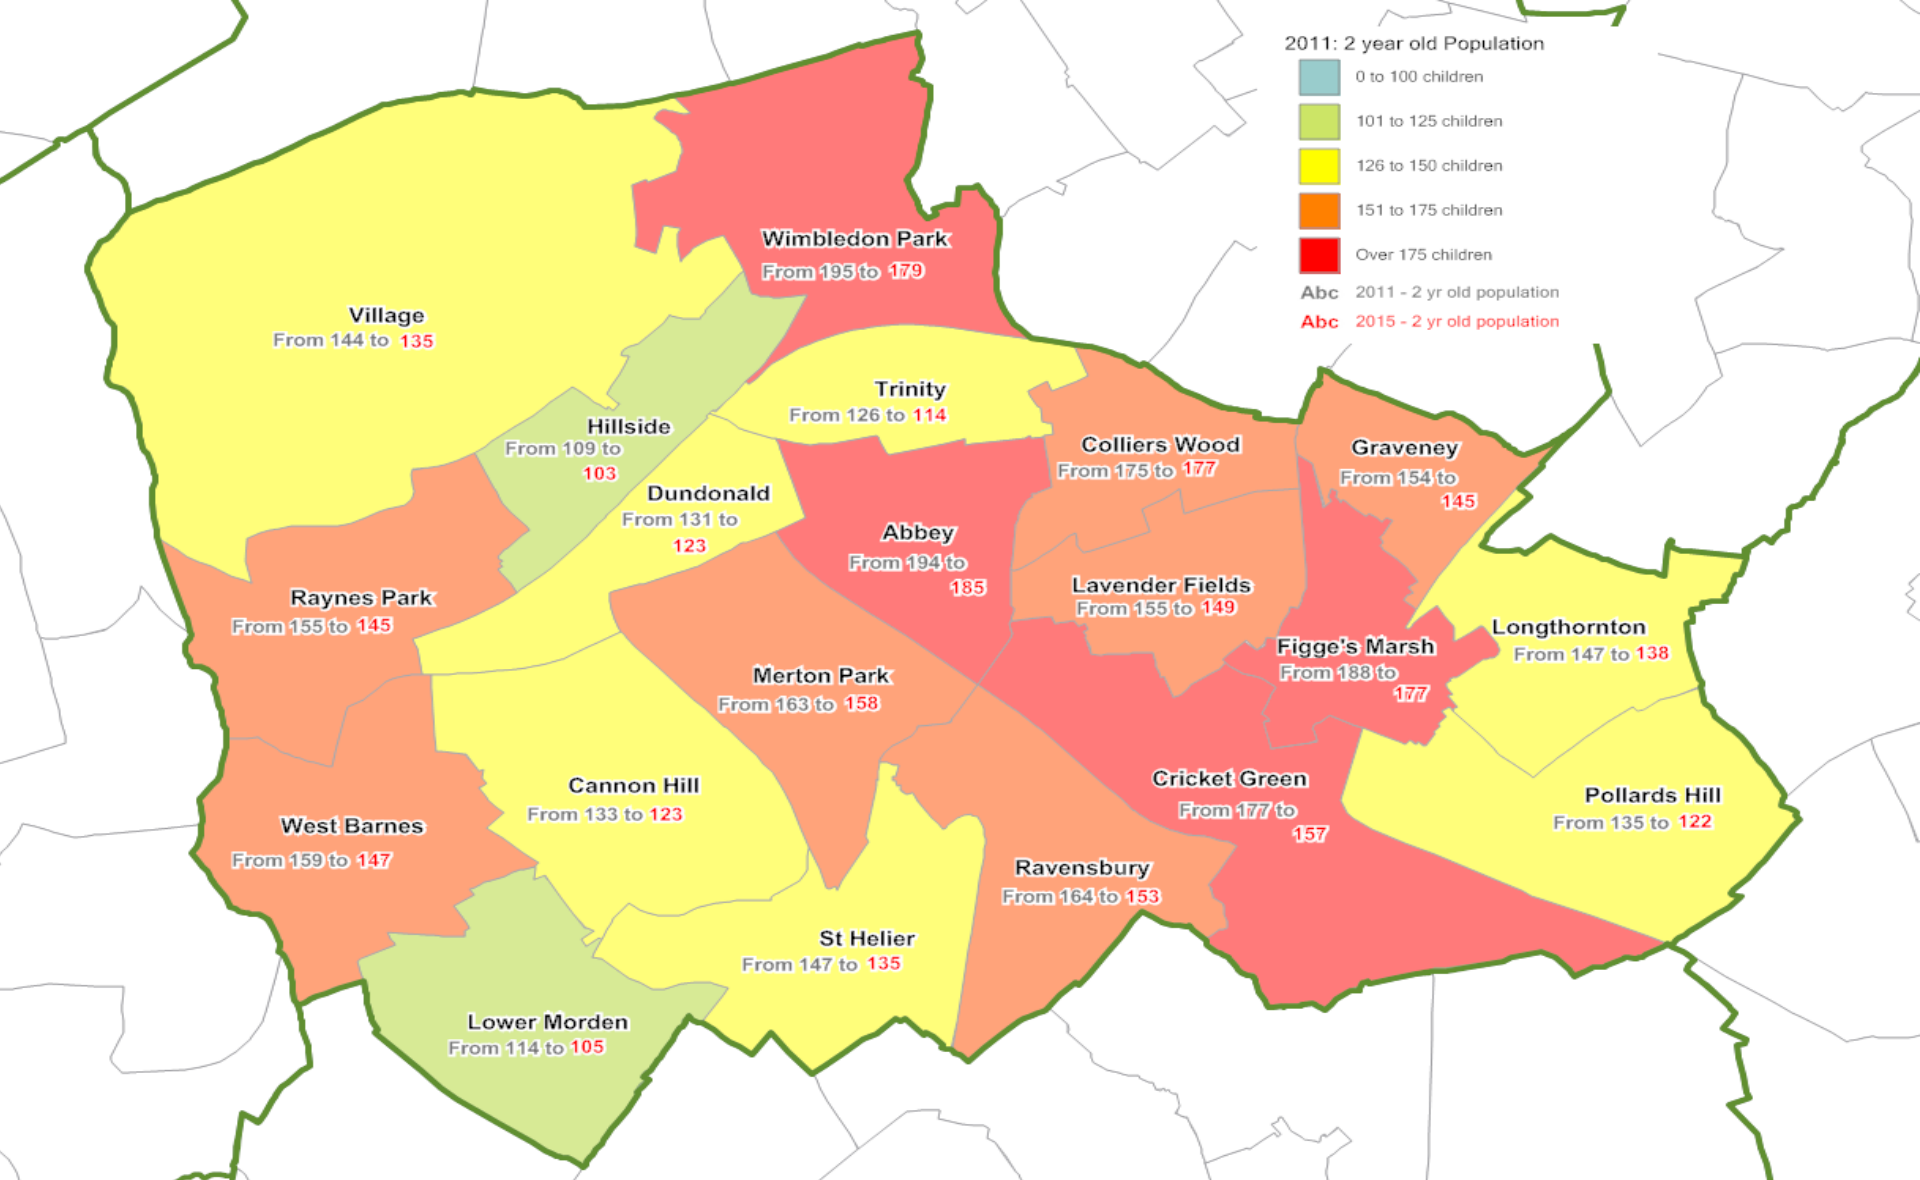 2011: 2 year old Population
0 to 100 children
101 to 125 children
126 to 150 children
151 to 175 children
Over 175 children
Abc 2011 - 2 yr old population
Abc 2015 - 2 yr old population
Wimbledon Park
From 195 to 179
Village
From 144 to 135
Trinity
From 126 to 114
Hillside
From 109 to
103
Colliers Wood
From 175 to 177
Graveney
From 154 to
145
Dundonald
From 131 to
123
Abbey
From 194 to
185
Lavender Fields
From 155 to 149
Raynes Park
From 155 to 145
Longthornton
From 147 to 138
Figge's Marsh
From 188 to
177
Merton Park
From 163 to 158
Cannon Hill
From 133 to 123
Cricket Green
From 177 to
157
Pollards Hill
From 135 to 122
West Barnes
From 159 to 147
Ravensbury
From 164 to 153
St Helier
From 147 to 135
Lower Morden
From 114 to 105